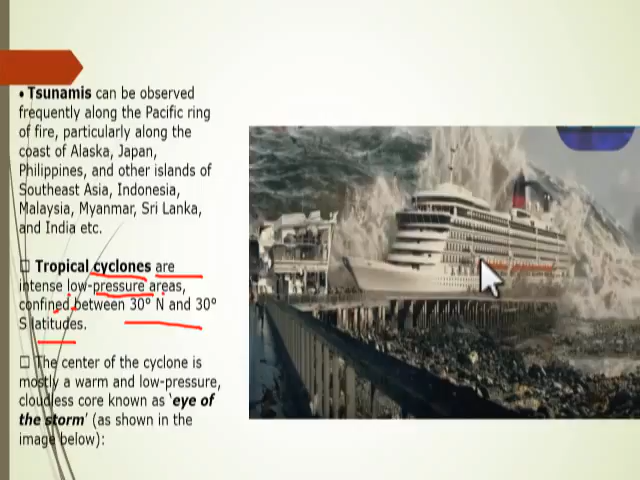 • Tsunamis can be observed
frequently along the Pacific ring
of fire, particularly along the
coast of Alaska, Japan,
Philippines, and other islands of
Southeast Asia, Indonesia,
Malaysia, Myanmar, Sri Lanka,
and India etc.
□ Tropical cyclones are
intense low-pressure areas,
confined between 30° N and 30°
S latitudes.
□ The center of the cyclone is
mostly a warm and low-pressure,
cloudless core known as ‘eye of
the storm’ (as shown in the
image below):